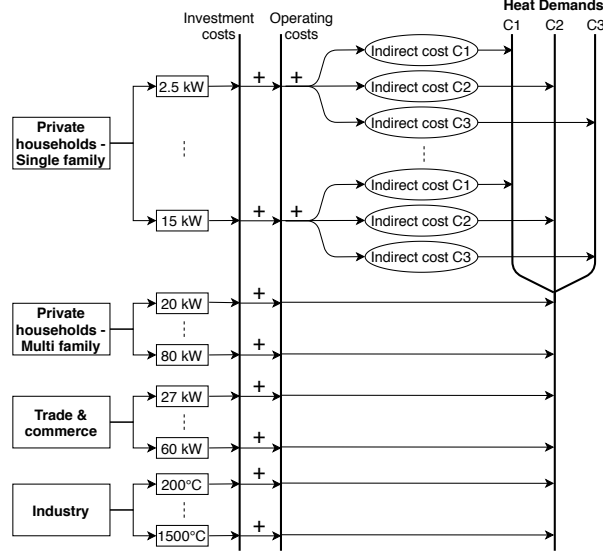 Heat Demands
Investment costs
Operating costs
C1 C2 C3
Private households - Single family
2.5 kW
+ +
Indirect cost C1
Indirect cost C2
Indirect cost C3
15 kW
+ +
Indirect cost C1
Indirect cost C2
Indirect cost C3
Private households - Multi family
20 kW
+
80 kW
+
Trade & commerce
27 kW
+
60 kW
+
Industry
200°C
+
1500°C
+